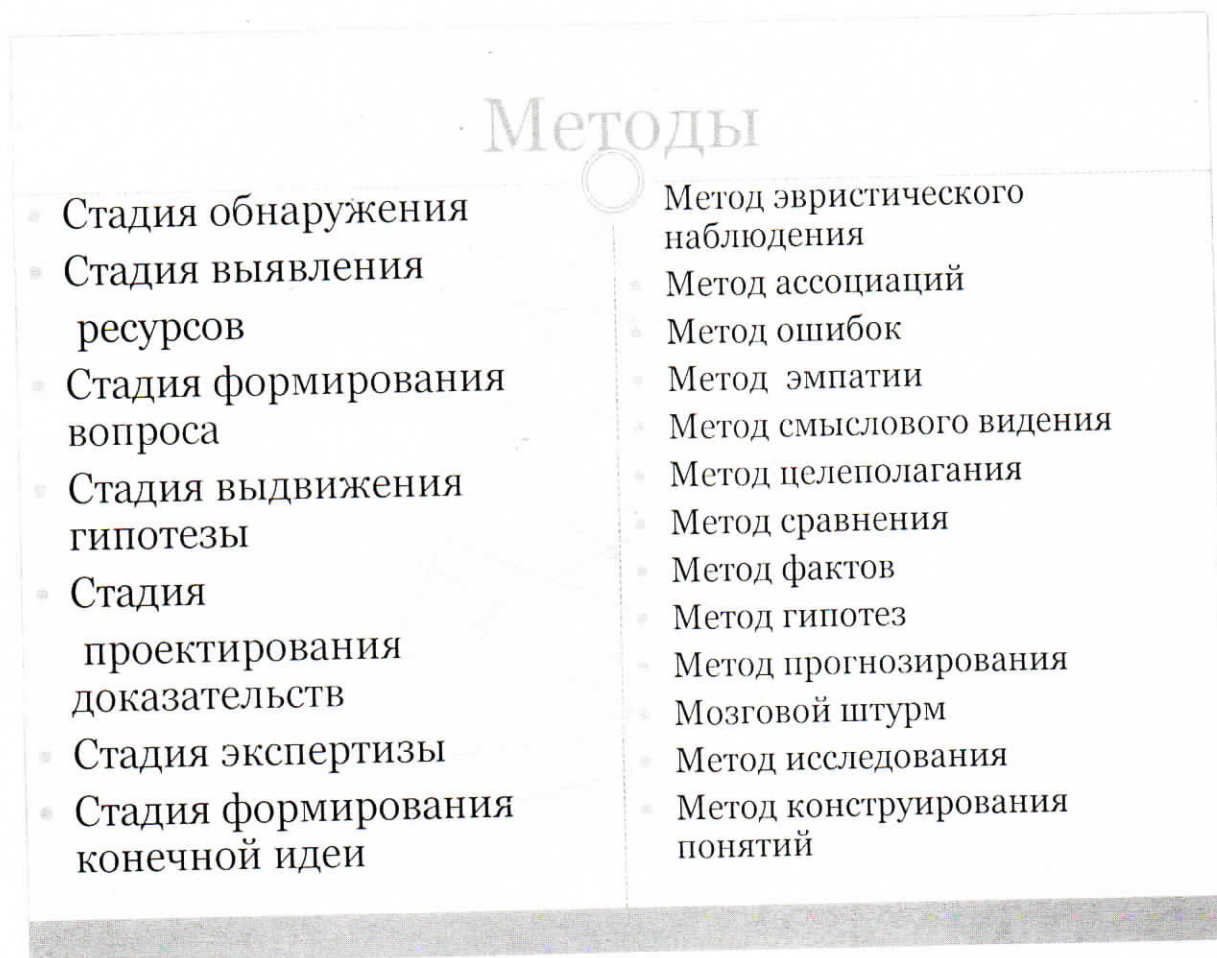 Методы
Стадия обнаружения
Стадия выявления
ресурсов
Стадия формирования
вопроса
Стадия выдвижения
гипотезы
Стадия
проектирования
доказательств
Стадия экспертизы
Стадия формирования
конечной идеи
Метод эвристического
наблюдения
Метод ассоциаций
Метод ошибок
Метод эмпатии
Метод смыслового видения
Метод целеполагания
Метод сравнения
Метод фактов
Метод гипотез
Метод прогнозирования
Мозговой штурм
Метод исследования
Метод конструирования
понятий